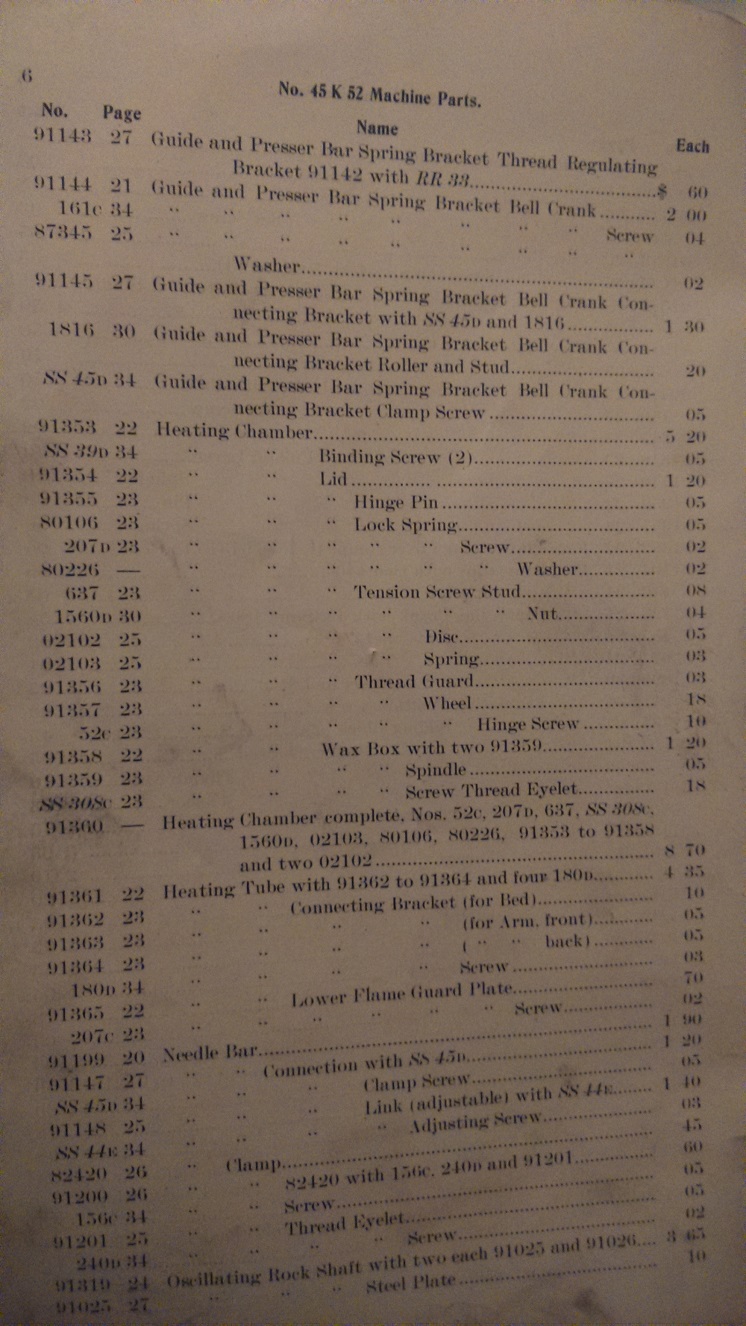 6
No. 45 K 52 Machine Parts.
No. Page Name Each
91143 27 Guide and Presser Bar Spring Bracket Thread Regulating
Bracket 91142 with RR 33..............................$ 60
91144 21 Guide and Presser Bar Spring Bracket Bell Crank........... 2 00
161C 34 " " " " " " " " Screw 04
87345 25 " " " " " " " "
Washer............................................................ 02
91145 27 Guide and Presser Bar Spring Bracket Bell Crank Con-
necting Bracket with SS 45D and 1816................. 1 30
1816 30 Guide and Presser Bar Spring Bracket Bell Crank Con-
necting Bracket Roller and Stud........................... 20
SS 45D 34 Guide and Presser Bar Spring Bracket Bell Crank Con-
necting Bracket Clamp Screw............................... 05
91353 22 Heating Chamber................................................................ 5 20
SS 39D 34 " " Binding Screw (2)................................... 05
91354 22 " " Lid.......................................................... 1 20
91355 23 " " " Hinge Pin........................................ 05
80106 23 " " " Lock Spring..................................... 05
207D 23 " " " " " Screw........................... 02
80226 — " " " " " " Washer.............. 02
637 23 " " " Tension Screw Stud......................... 08
1560D 30 " " " " " " Nut................... 04
02102 25 " " " " Disc........................................... 05
02103 25 " " " " Spring................................. 03
91356 23 " " " Thread Guard.................................. 03
91357 23 " " " " Wheel................................... 18
52C 23 " " " " " Hinge Screw............. 10
91358 22 " " Wax Box with two 91359..................... 1 20
91359 23 " " " " Spindle................................... 05
SS 308C 23 " " " " Screw Thread Eyelet.............. 18
91360 — Heating Chamber complete, Nos. 52C, 207D, 637, SS 308C,
1560D, 02103, 80106, 80226, 91353 to 91358
and two 02102.................................................... 8 70
91361 22 Heating Tube with 91362 to 91364 and four 180D........... 4 35
91362 23 " " Connecting Bracket (for Bed)...................... 10
91363 23 " " " " (for Arm, front)........... 05
91364 23 " " " " ( " " back)........... 05
180D 34 " " " " Screw........................... 03
91365 22 " " Lower Flame Guard Plate........................... 70
207C 23 " " " " " " Screw................ 02
91199 20 Needle Bar........................................................................ 1 90
91147 27 " " Connection with SS 45D................................... 1 20
SS 45D 34 " " " Clamp Screw................................ 05
91148 25 " " " Link (adjustable) with SS 44E....... 1 40
SS 44E 34 " " " " Adjusting Screw.................... 03
82420 26 " Clamp................................................................ 45
91200 26 " " 82420 with 156C, 240D and 91201............. 60
156C 34 " " Screw......................................................... 05
91201 25 " " Thread Eyelet............................................ 05
240D 34 " " " " Screw................................. 02
91319 24 Oscillating Rock Shaft with two each 91025 and 91026.... 3 65
91025 27 " " " Steel Plate.................................. 10